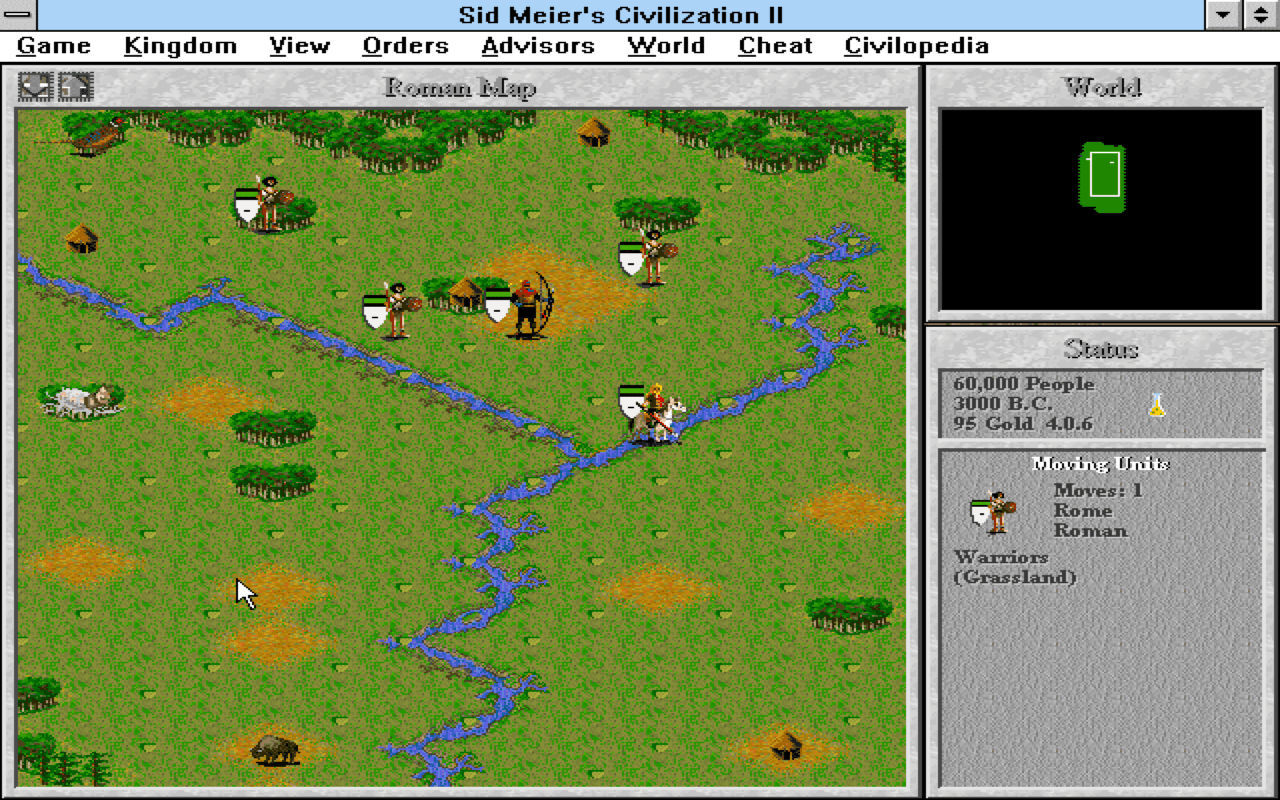 Sid Meier's Civilization II
Game Kingdom View Orders Advisors World Cheat Civilopedia
Roman Map
World
Status
60,000 People
3000 B.C.
95 Gold 4.0.6
Moving Units
Moves: 1
Rome
Roman
Warriors
(Grassland)